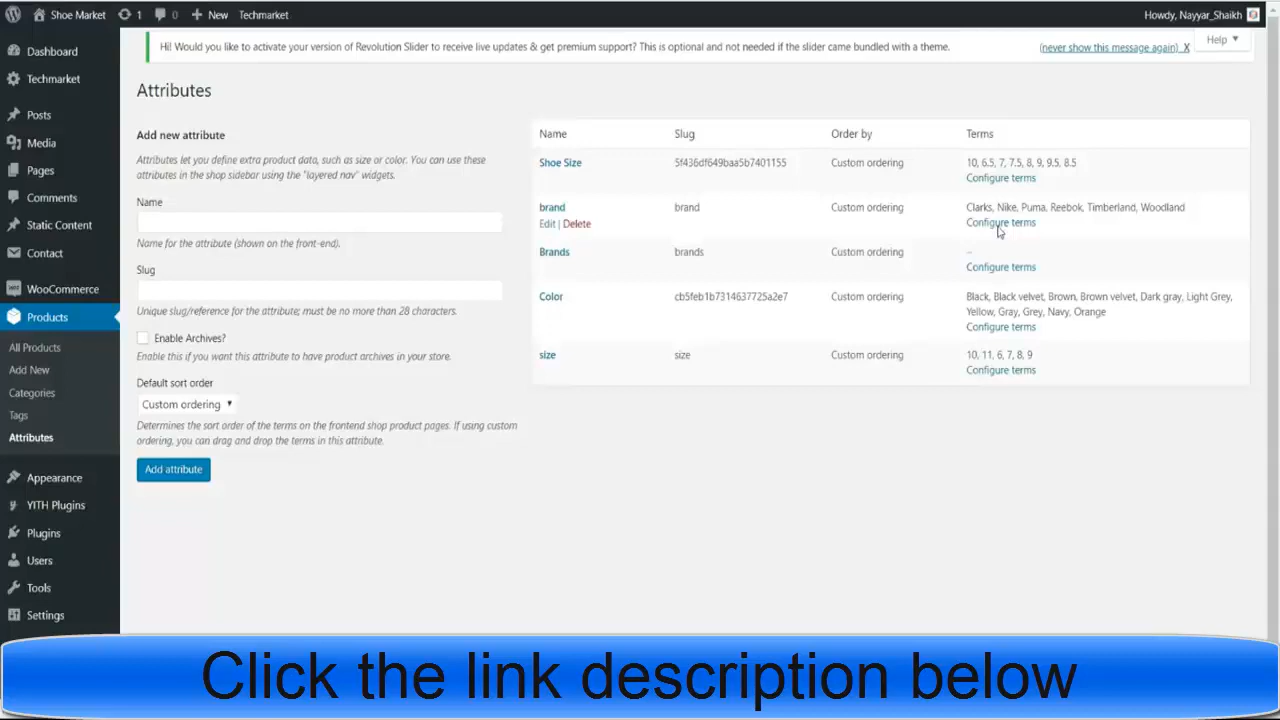 Shoe Market 1 0 New Techmarket Howdy, Nayyar_Shaikh
Dashboard
Techmarket
Posts
Media
Pages
Comments
Static Content
Contact
WooCommerce
Products
All Products
Add New
Categories
Tags
Attributes
Appearance
YITH Plugins
Plugins
Users
Tools
Settings
Hi! Would you like to activate your version of Revolution Slider to receive live updates & get premium support? This is optional and not needed if the slider came bundled with a theme. (never show this message again) X
Help ▼
Attributes
Add new attribute
Attributes let you define extra product data, such as size or color. You can use these
attributes in the shop sidebar using the "layered nav" widgets.
Name
Name for the attribute (shown on the front-end).
Slug
Unique slug/reference for the attribute; must be no more than 28 characters.
Enable Archives?
Enable this if you want this attribute to have product archives in your store.
Default sort order
Custom ordering ▼
Determines the sort order of the terms on the frontend shop product pages. If using custom
ordering, you can drag and drop the terms in this attribute.
Add attribute
Name Slug Order by Terms
Shoe Size 5f436df649baa5b7401155 Custom ordering 10, 6.5, 7, 7.5, 8, 9, 9.5, 8.5
Configure terms
brand brand Custom ordering Clarks, Nike, Puma, Reebok, Timberland, Woodland
Edit | Delete Configure terms
Brands brands Custom ordering –
Configure terms
Color cb5feb1b7314637725a2e7 Custom ordering Black, Black velvet, Brown, Brown velvet, Dark gray, Light Grey,
Yellow, Gray, Grey, Navy, Orange
Configure terms
size size Custom ordering 10, 11, 6, 7, 8, 9
Configure terms
Click the link description below